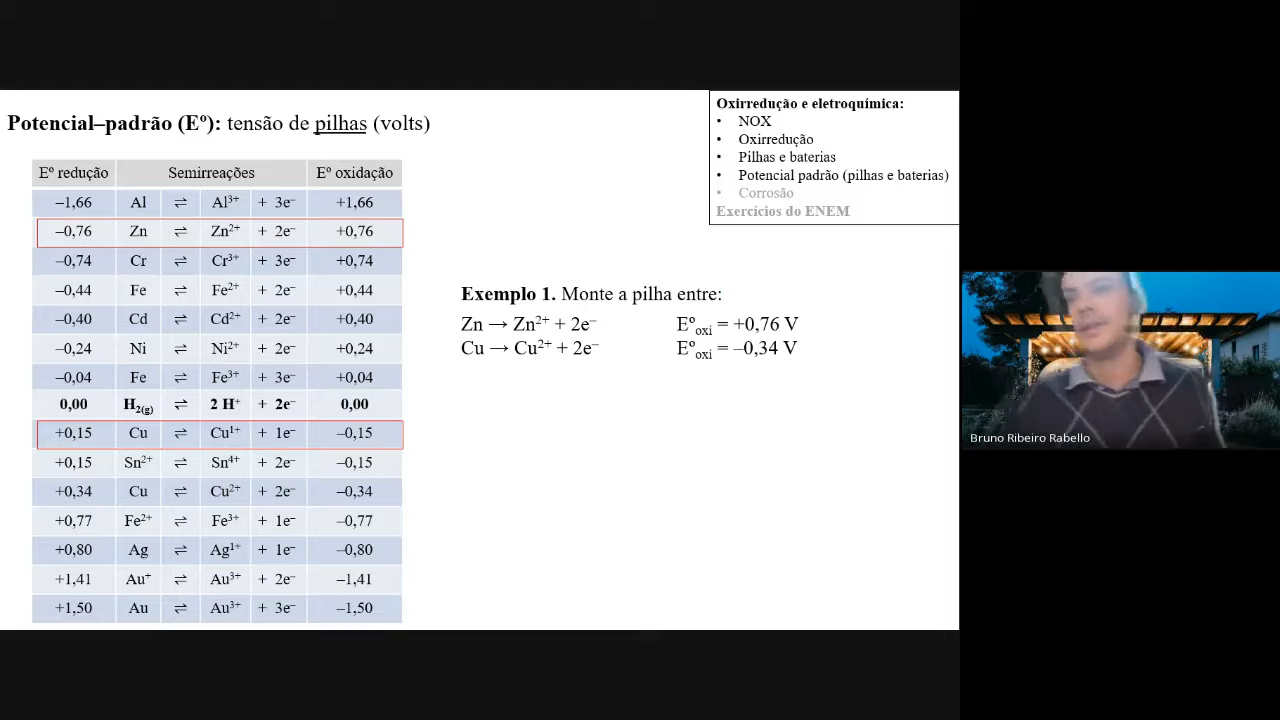 Potencial–padrão (Eº): tensão de pilhas (volts)
Oxirredução e eletroquímica:
• NOX
• Oxirredução
• Pilhas e baterias
• Potencial padrão (pilhas e baterias)
• Corrosão
Exercícios do ENEM
Eº redução Semirreações Eº oxidação
–1,66 Al ⇌ Al³⁺ + 3e⁻ +1,66
–0,76 Zn ⇌ Zn²⁺ + 2e⁻ +0,76
–0,74 Cr ⇌ Cr³⁺ + 3e⁻ +0,74
–0,44 Fe ⇌ Fe²⁺ + 2e⁻ +0,44
–0,40 Cd ⇌ Cd²⁺ + 2e⁻ +0,40
–0,24 Ni ⇌ Ni²⁺ + 2e⁻ +0,24
–0,04 Fe ⇌ Fe³⁺ + 3e⁻ +0,04
0,00 H₂₍g₎ ⇌ 2 H⁺ + 2e⁻ 0,00
+0,15 Cu ⇌ Cu¹⁺ + 1e⁻ –0,15
+0,15 Sn²⁺ ⇌ Sn⁴⁺ + 2e⁻ –0,15
+0,34 Cu ⇌ Cu²⁺ + 2e⁻ –0,34
+0,77 Fe²⁺ ⇌ Fe³⁺ + 1e⁻ –0,77
+0,80 Ag ⇌ Ag¹⁺ + 1e⁻ –0,80
+1,41 Au⁺ ⇌ Au³⁺ + 2e⁻ –1,41
+1,50 Au ⇌ Au³⁺ + 3e⁻ –1,50
Exemplo 1. Monte a pilha entre:
Zn → Zn²⁺ + 2e⁻ Eºoxi = +0,76 V
Cu → Cu²⁺ + 2e⁻ Eºoxi = –0,34 V
Bruno Ribeiro Rabello